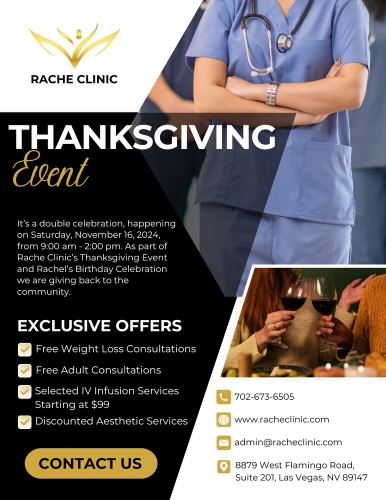 RACHE CLINIC
THANKSGIVING
Event
It's a double celebration, happening
on Saturday, November 16, 2024,
from 9:00 am - 2:00 pm. As part of
Rache Clinic's Thanksgiving Event
and Rachel's Birthday Celebration
we are giving back to the
community.
EXCLUSIVE OFFERS
Free Weight Loss Consultations
Free Adult Consultations
Selected IV Infusion Services
Starting at $99
Discounted Aesthetic Services
CONTACT US
702-673-6505
www.racheclinic.com
admin@racheclinic.com
8879 West Flamingo Road,
Suite 201, Las Vegas, NV 89147